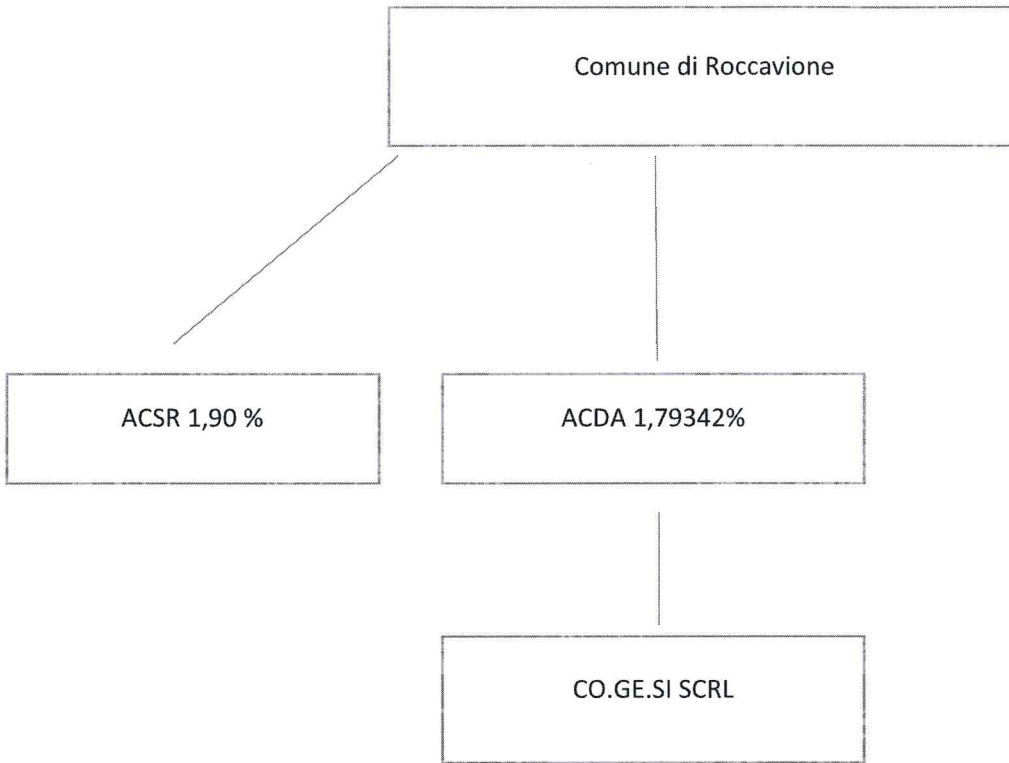 Comune di Roccavione
ACSR 1,90 %
ACDA 1,79342%
CO.GE.SI SCRL